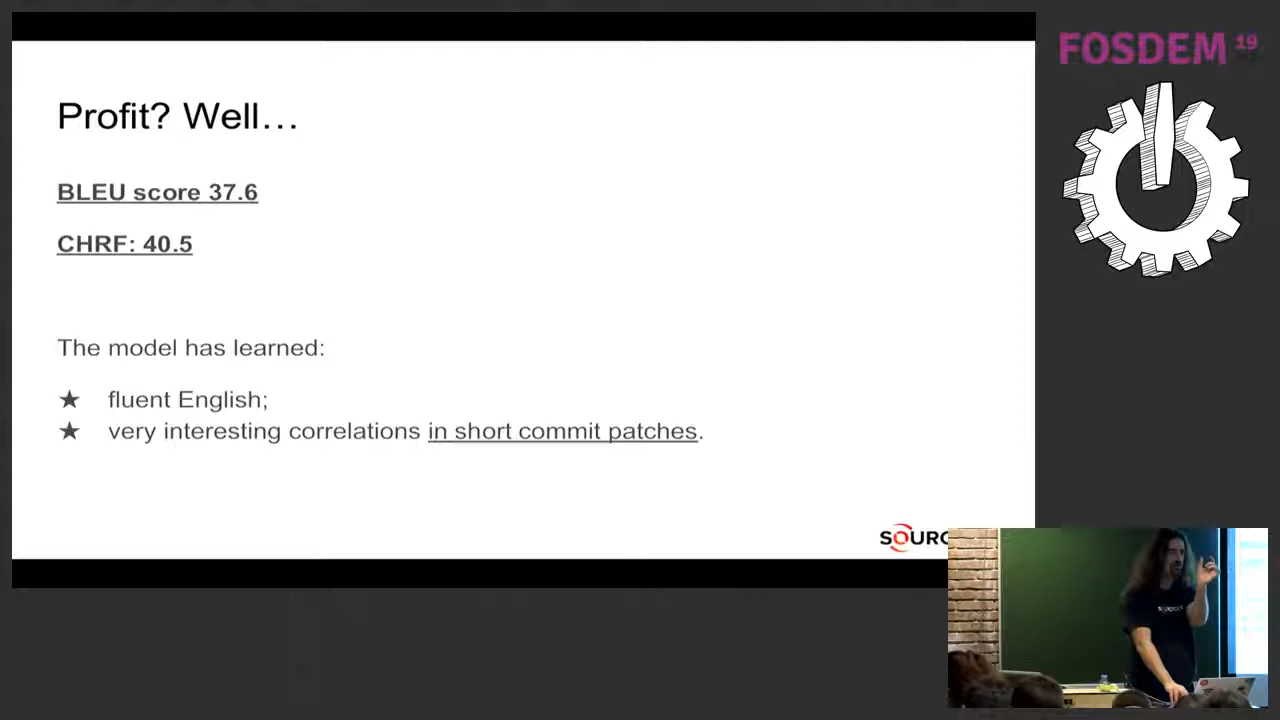 FOSDEM 19
Profit? Well…
BLEU score 37.6
CHRF: 40.5
The model has learned:
★ fluent English;
★ very interesting correlations in short commit patches.